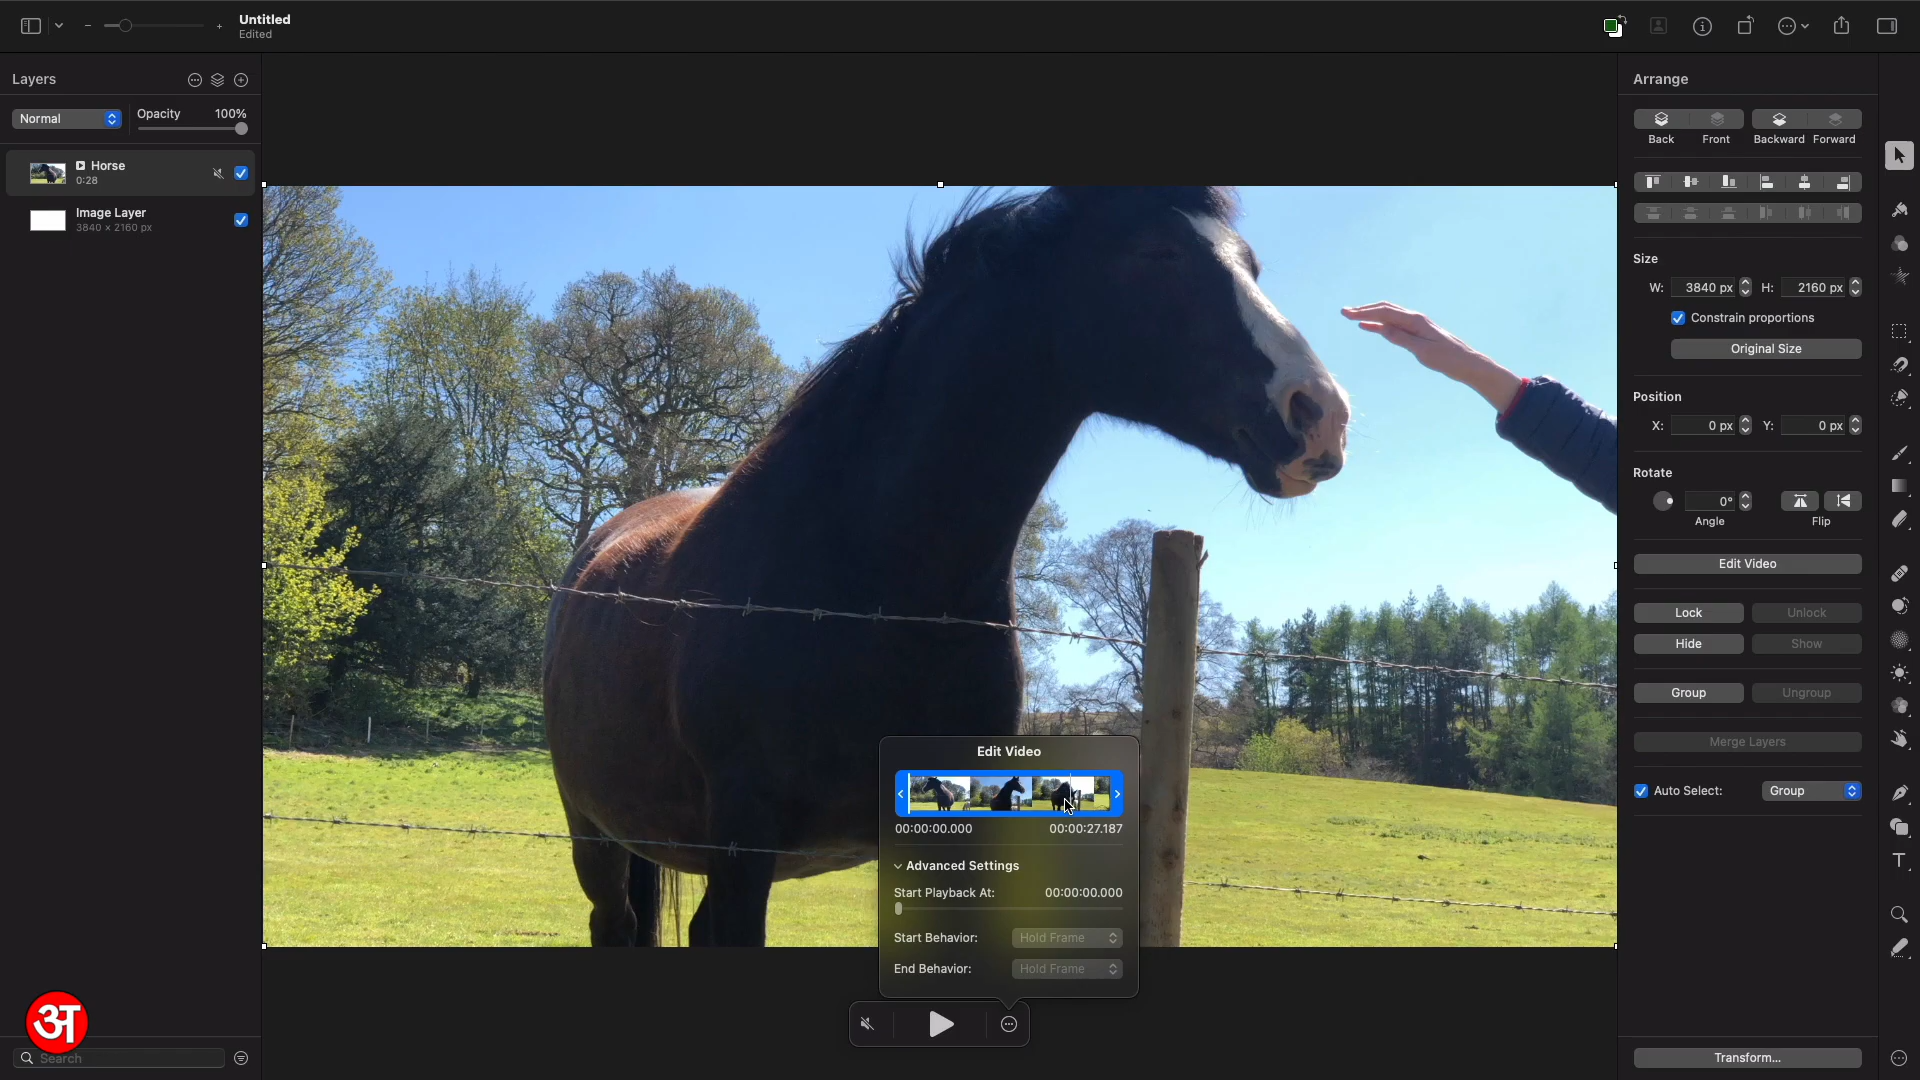 Untitled
Edited
Layers
Normal
Opacity 100%
Horse
0:28
Image Layer
3840 × 2160 px
Search
अ
Edit Video
00:00:00.000 00:00:27.187
Advanced Settings
Start Playback At: 00:00:00.000
Start Behavior: Hold Frame
End Behavior: Hold Frame
Arrange
Back Front Backward Forward
Size
W: 3840 px H: 2160 px
Constrain proportions
Original Size
Position
X: 0 px Y: 0 px
Rotate
0°
Angle Flip
Edit Video
Lock Unlock
Hide Show
Group Ungroup
Merge Layers
Auto Select: Group
Transform...